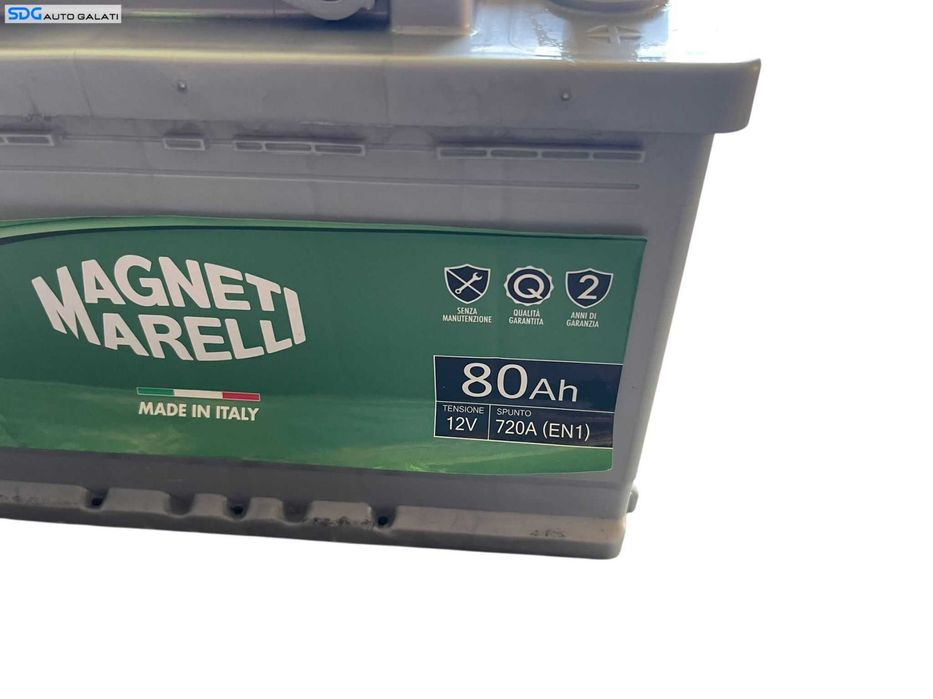 SDG AUTO GALATI
+
MAGNETI
MARELLI
MADE IN ITALY
Q
2
SENZA
MANUTENZIONE
QUALITÀ
GARANTITA
ANNI DI
GARANZIA
80Ah
TENSIONE
12V
SPUNTO
720A (EN1)